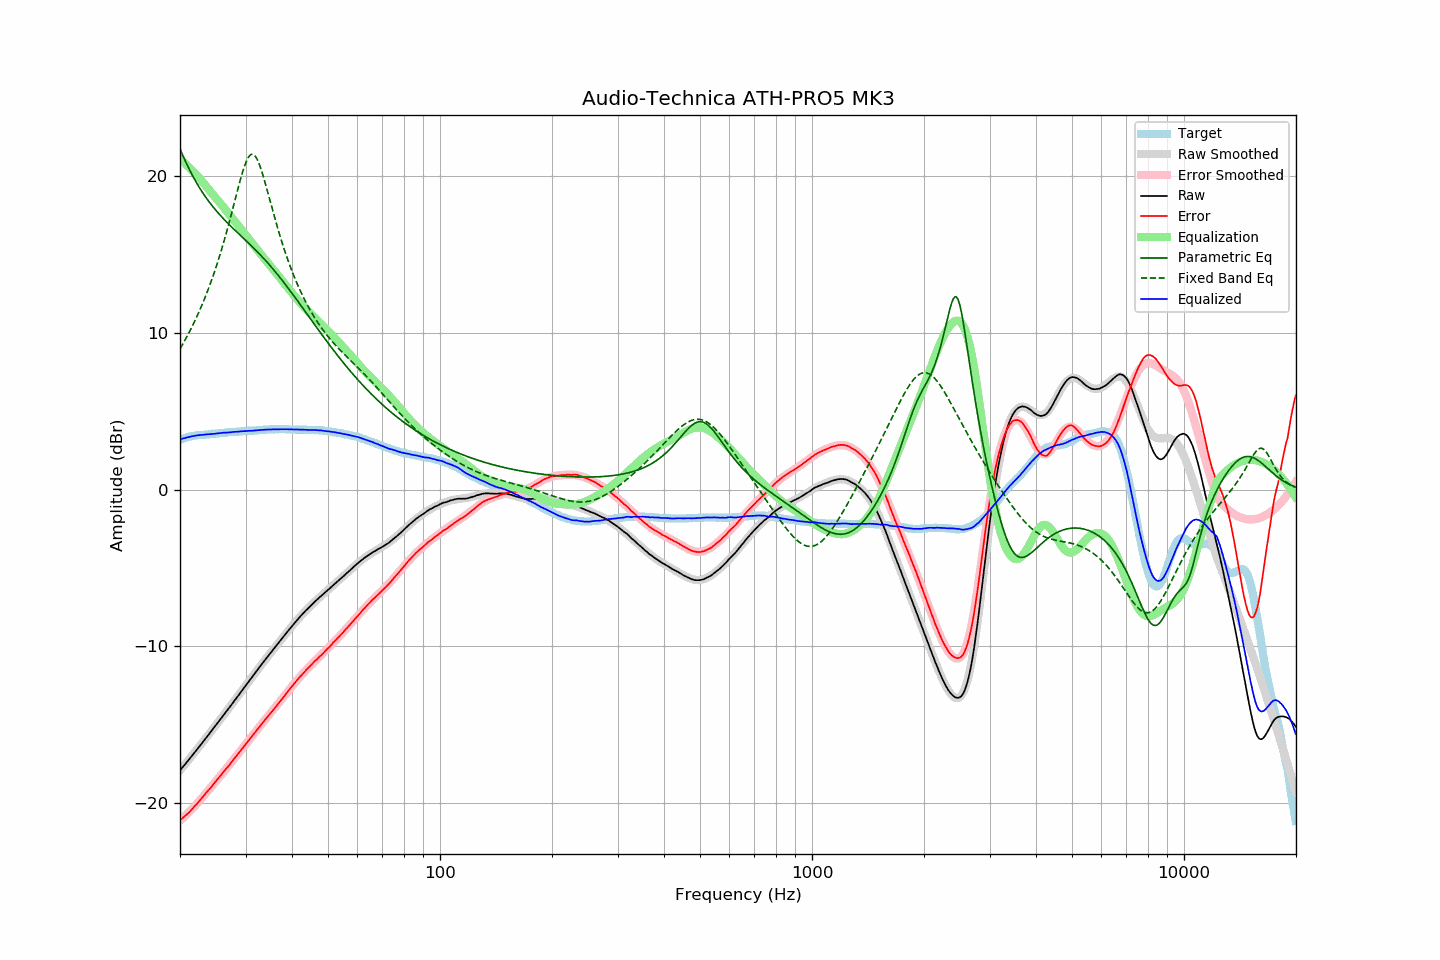 Audio-Technica ATH-PRO5 MK3
Target
Raw Smoothed
Error Smoothed
Raw
Error
Equalization
Parametric Eq
Fixed Band Eq
Equalized
20
10
0
−10
−20
Amplitude (dBr)
100
1000
10000
Frequency (Hz)